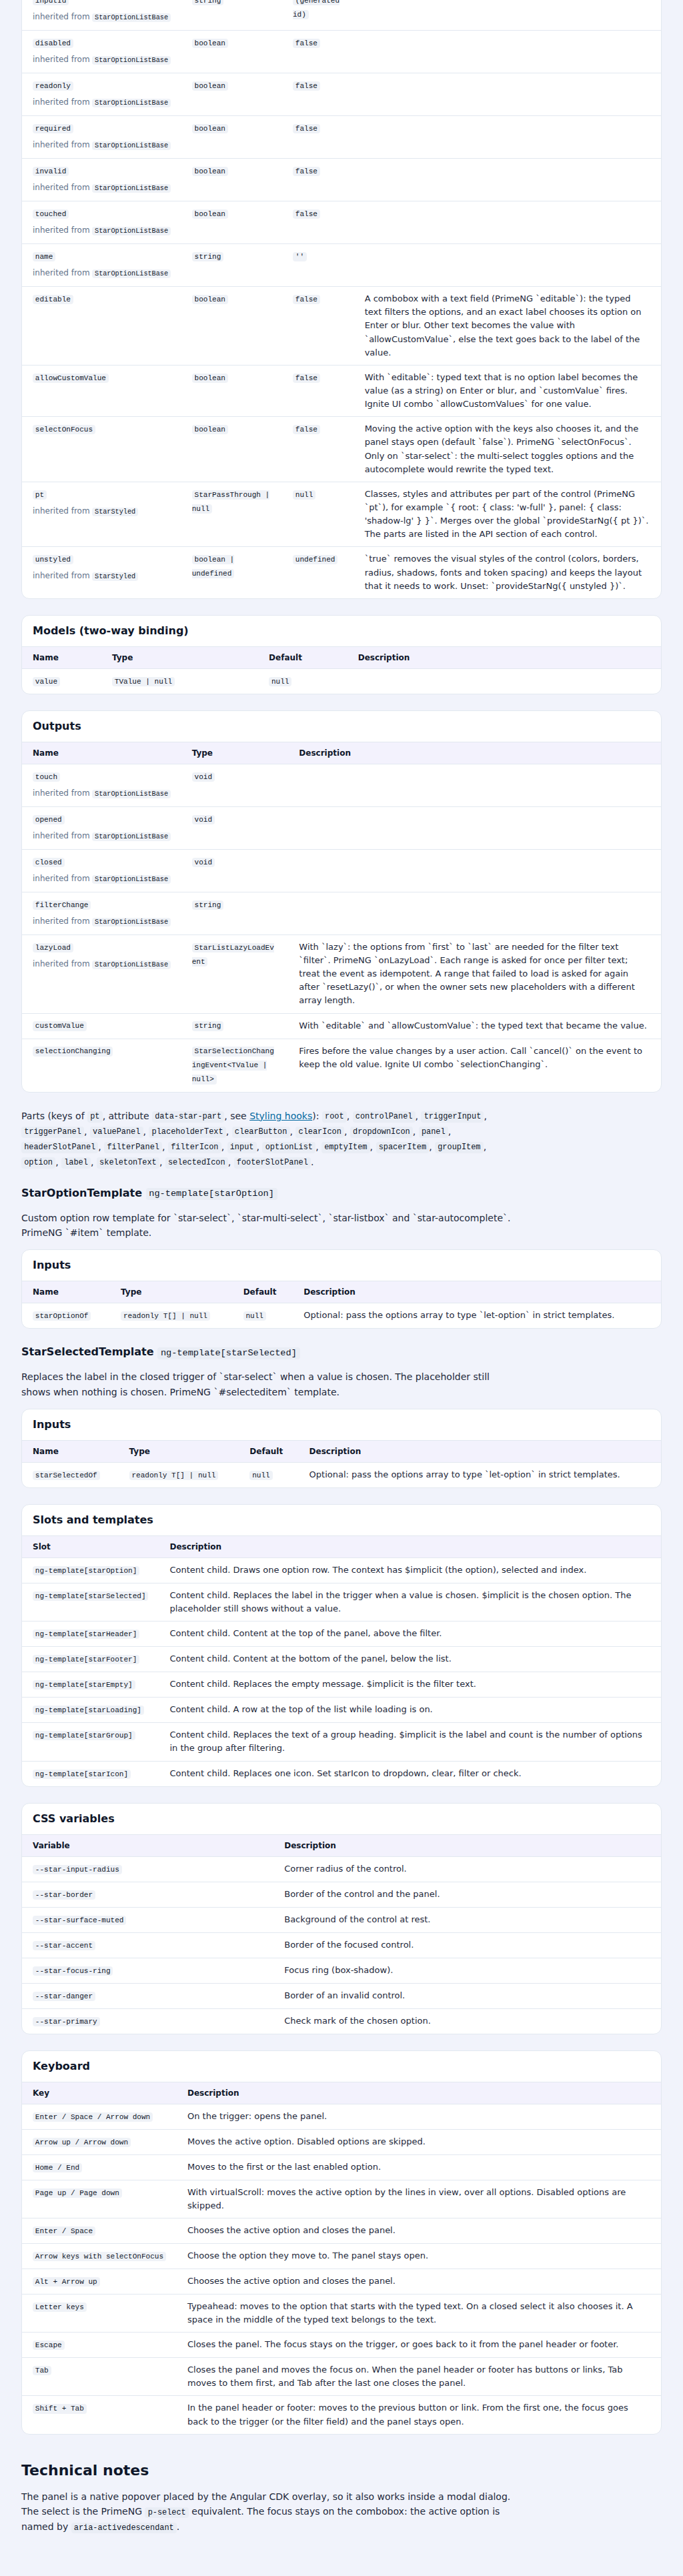 inputId string (generated
inherited from StarOptionListBase id)
disabled boolean false
inherited from StarOptionListBase
readonly boolean false
inherited from StarOptionListBase
required boolean false
inherited from StarOptionListBase
invalid boolean false
inherited from StarOptionListBase
touched boolean false
inherited from StarOptionListBase
name string ''
inherited from StarOptionListBase
editable boolean false A combobox with a text field (PrimeNG `editable`): the typed
text filters the options, and an exact label chooses its option on
Enter or blur. Other text becomes the value with
`allowCustomValue`, else the text goes back to the label of the
value.
allowCustomValue boolean false With `editable`: typed text that is no option label becomes the
value (as a string) on Enter or blur, and `customValue` fires.
Ignite UI combo `allowCustomValues` for one value.
selectOnFocus boolean false Moving the active option with the keys also chooses it, and the
panel stays open (default `false`). PrimeNG `selectOnFocus`.
Only on `star-select`: the multi-select toggles options and the
autocomplete would rewrite the typed text.
pt StarPassThrough | null Classes, styles and attributes per part of the control (PrimeNG
inherited from StarStyled null `pt`), for example `{ root: { class: 'w-full' }, panel: { class:
'shadow-lg' } }`. Merges over the global `provideStarNg({ pt })`.
The parts are listed in the API section of each control.
unstyled boolean | undefined `true` removes the visual styles of the control (colors, borders,
inherited from StarStyled undefined radius, shadows, fonts and token spacing) and keeps the layout
that it needs to work. Unset: `provideStarNg({ unstyled })`.
Models (two-way binding)
Name Type Default Description
value TValue | null null
Outputs
Name Type Description
touch void
inherited from StarOptionListBase
opened void
inherited from StarOptionListBase
closed void
inherited from StarOptionListBase
filterChange string
inherited from StarOptionListBase
lazyLoad StarListLazyLoadEv With `lazy`: the options from `first` to `last` are needed for the filter text
inherited from StarOptionListBase ent `filter`. PrimeNG `onLazyLoad`. Each range is asked for once per filter text;
treat the event as idempotent. A range that failed to load is asked for again
after `resetLazy()`, or when the owner sets new placeholders with a different
array length.
customValue string With `editable` and `allowCustomValue`: the typed text that became the value.
selectionChanging StarSelectionChang Fires before the value changes by a user action. Call `cancel()` on the event to
ingEvent<TValue | keep the old value. Ignite UI combo `selectionChanging`.
null>
Parts (keys of pt, attribute data-star-part, see Styling hooks): root, controlPanel, triggerInput,
triggerPanel, valuePanel, placeholderText, clearButton, clearIcon, dropdownIcon, panel,
headerSlotPanel, filterPanel, filterIcon, input, optionList, emptyItem, spacerItem, groupItem,
option, label, skeletonText, selectedIcon, footerSlotPanel.
StarOptionTemplate ng-template[starOption]
Custom option row template for `star-select`, `star-multi-select`, `star-listbox` and `star-autocomplete`.
PrimeNG `#item` template.
Inputs
Name Type Default Description
starOptionOf readonly T[] | null null Optional: pass the options array to type `let-option` in strict templates.
StarSelectedTemplate ng-template[starSelected]
Replaces the label in the closed trigger of `star-select` when a value is chosen. The placeholder still
shows when nothing is chosen. PrimeNG `#selecteditem` template.
Inputs
Name Type Default Description
starSelectedOf readonly T[] | null null Optional: pass the options array to type `let-option` in strict templates.
Slots and templates
Slot Description
ng-template[starOption] Content child. Draws one option row. The context has $implicit (the option), selected and index.
ng-template[starSelected] Content child. Replaces the label in the trigger when a value is chosen. $implicit is the chosen option. The
placeholder still shows without a value.
ng-template[starHeader] Content child. Content at the top of the panel, above the filter.
ng-template[starFooter] Content child. Content at the bottom of the panel, below the list.
ng-template[starEmpty] Content child. Replaces the empty message. $implicit is the filter text.
ng-template[starLoading] Content child. A row at the top of the list while loading is on.
ng-template[starGroup] Content child. Replaces the text of a group heading. $implicit is the label and count is the number of options
in the group after filtering.
ng-template[starIcon] Content child. Replaces one icon. Set starIcon to dropdown, clear, filter or check.
CSS variables
Variable Description
--star-input-radius Corner radius of the control.
--star-border Border of the control and the panel.
--star-surface-muted Background of the control at rest.
--star-accent Border of the focused control.
--star-focus-ring Focus ring (box-shadow).
--star-danger Border of an invalid control.
--star-primary Check mark of the chosen option.
Keyboard
Key Description
Enter / Space / Arrow down On the trigger: opens the panel.
Arrow up / Arrow down Moves the active option. Disabled options are skipped.
Home / End Moves to the first or the last enabled option.
Page up / Page down With virtualScroll: moves the active option by the lines in view, over all options. Disabled options are
skipped.
Enter / Space Chooses the active option and closes the panel.
Arrow keys with selectOnFocus Choose the option they move to. The panel stays open.
Alt + Arrow up Chooses the active option and closes the panel.
Letter keys Typeahead: moves to the option that starts with the typed text. On a closed select it also chooses it. A
space in the middle of the typed text belongs to the text.
Escape Closes the panel. The focus stays on the trigger, or goes back to it from the panel header or footer.
Tab Closes the panel and moves the focus on. When the panel header or footer has buttons or links, Tab
moves to them first, and Tab after the last one closes the panel.
Shift + Tab In the panel header or footer: moves to the previous button or link. From the first one, the focus goes
back to the trigger (or the filter field) and the panel stays open.
Technical notes
The panel is a native popover placed by the Angular CDK overlay, so it also works inside a modal dialog.
The select is the PrimeNG p-select equivalent. The focus stays on the combobox: the active option is
named by aria-activedescendant.